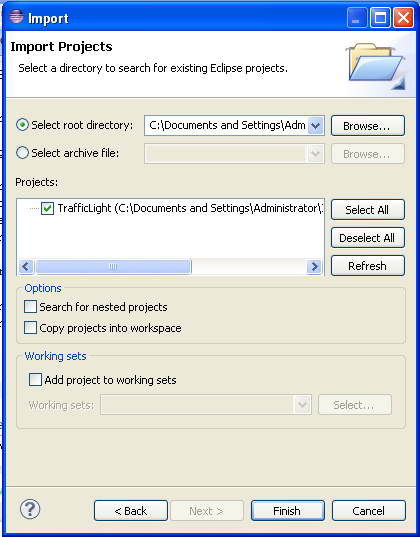 Import
Import Projects
Select a directory to search for existing Eclipse projects.
Select root directory: C:\Documents and Settings\Adm Browse...
Select archive file: Browse...
Projects:
TrafficLight (C:\Documents and Settings\Administrator\ Select All
Deselect All
Refresh
Options
Search for nested projects
Copy projects into workspace
Working sets
Add project to working sets
Working sets: Select...
? < Back Next > Finish Cancel